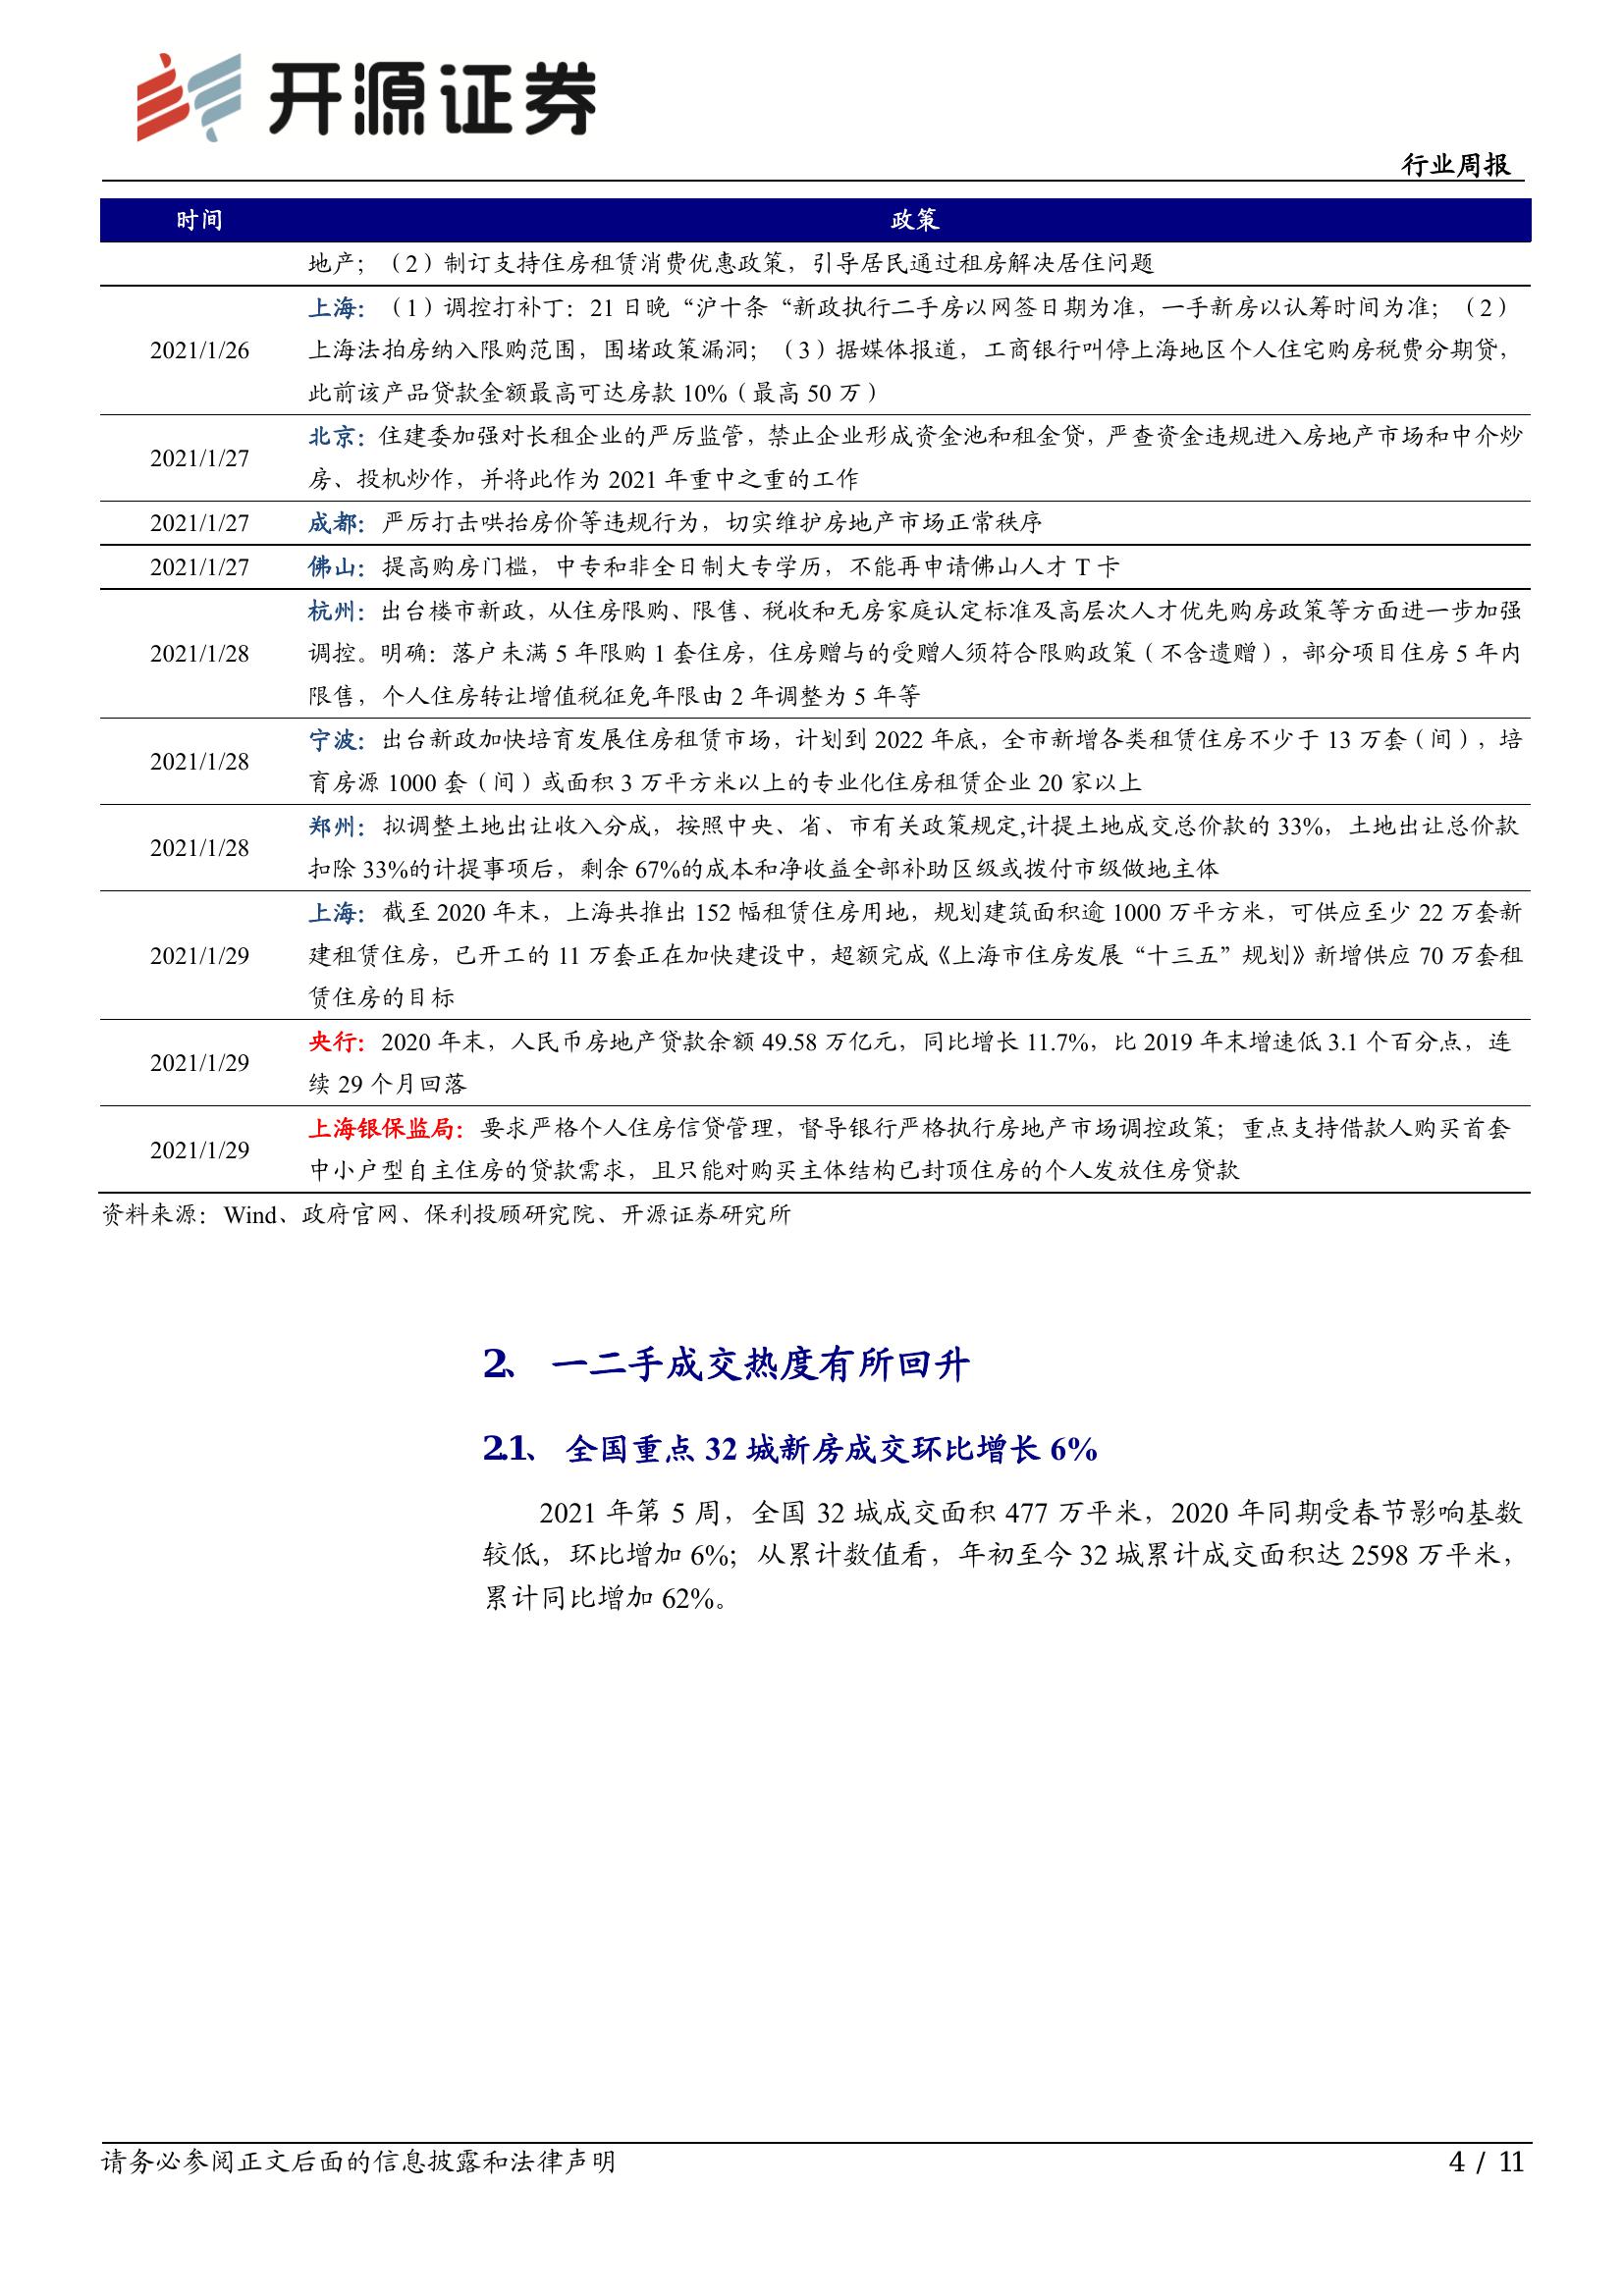 开源证券
行业周报
时间 政策
地产；（2）制订支持住房租赁消费优惠政策，引导居民通过租房解决居住问题
2021/1/26
上海：（1）调控打补丁：21 日晚“沪十条“新政执行二手房以网签日期为准，一手新房以认筹时间为准；（2）
上海法拍房纳入限购范围，围堵政策漏洞；（3）据媒体报道，工商银行叫停上海地区个人住宅购房税费分期贷，
此前该产品贷款金额最高可达房款 10%（最高 50 万）
2021/1/27
北京：住建委加强对长租企业的严厉监管，禁止企业形成资金池和租金贷，严查资金违规进入房地产市场和中介炒
房、投机炒作，并将此作为 2021 年重中之重的工作
2021/1/27 成都：严厉打击哄抬房价等违规行为，切实维护房地产市场正常秩序
2021/1/27 佛山：提高购房门槛，中专和非全日制大专学历，不能再申请佛山人才 T 卡
2021/1/28
杭州：出台楼市新政，从住房限购、限售、税收和无房家庭认定标准及高层次人才优先购房政策等方面进一步加强
调控。明确：落户未满 5 年限购 1 套住房，住房赠与的受赠人须符合限购政策（不含遗赠），部分项目住房 5 年内
限售，个人住房转让增值税征免年限由 2 年调整为 5 年等
2021/1/28
宁波：出台新政加快培育发展住房租赁市场，计划到 2022 年底，全市新增各类租赁住房不少于 13 万套（间），培
育房源 1000 套（间）或面积 3 万平方米以上的专业化住房租赁企业 20 家以上
2021/1/28
郑州：拟调整土地出让收入分成，按照中央、省、市有关政策规定,计提土地成交总价款的 33%，土地出让总价款
扣除 33%的计提事项后，剩余 67%的成本和净收益全部补助区级或拨付市级做地主体
2021/1/29
上海：截至 2020 年末，上海共推出 152 幅租赁住房用地，规划建筑面积逾 1000 万平方米，可供应至少 22 万套新
建租赁住房，已开工的 11 万套正在加快建设中，超额完成《上海市住房发展“十三五”规划》新增供应 70 万套租
赁住房的目标
2021/1/29
央行：2020 年末，人民币房地产贷款余额 49.58 万亿元，同比增长 11.7%，比 2019 年末增速低 3.1 个百分点，连
续 29 个月回落
2021/1/29
上海银保监局：要求严格个人住房信贷管理，督导银行严格执行房地产市场调控政策；重点支持借款人购买首套
中小户型自主住房的贷款需求，且只能对购买主体结构已封顶住房的个人发放住房贷款
资料来源：Wind、政府官网、保利投顾研究院、开源证券研究所
2、 一二手成交热度有所回升
2.1、 全国重点 32 城新房成交环比增长 6%
2021 年第 5 周，全国 32 城成交面积 477 万平米，2020 年同期受春节影响基数
较低，环比增加 6%；从累计数值看，年初至今 32 城累计成交面积达 2598 万平米，
累计同比增加 62%。
请务必参阅正文后面的信息披露和法律声明
4 / 11